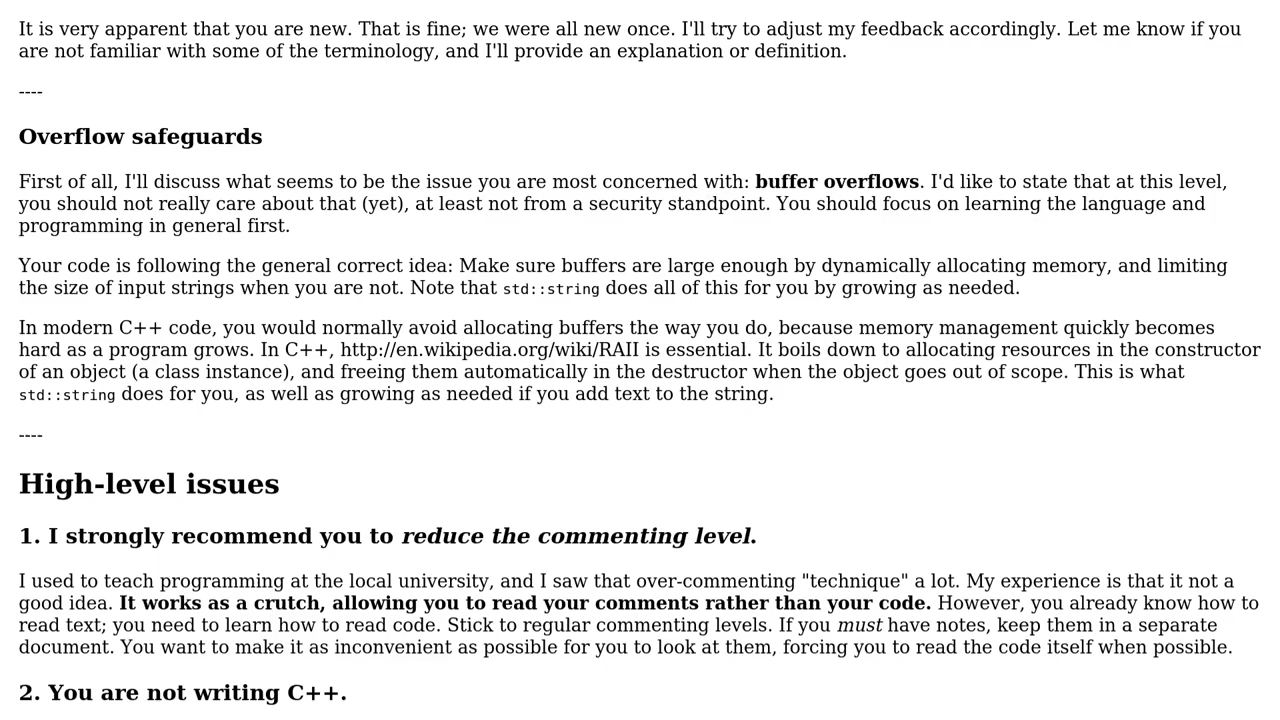 It is very apparent that you are new. That is fine; we were all new once. I'll try to adjust my feedback accordingly. Let me know if you
are not familiar with some of the terminology, and I'll provide an explanation or definition.
----
Overflow safeguards
First of all, I'll discuss what seems to be the issue you are most concerned with: buffer overflows. I'd like to state that at this level,
you should not really care about that (yet), at least not from a security standpoint. You should focus on learning the language and
programming in general first.
Your code is following the general correct idea: Make sure buffers are large enough by dynamically allocating memory, and limiting
the size of input strings when you are not. Note that std::string does all of this for you by growing as needed.
In modern C++ code, you would normally avoid allocating buffers the way you do, because memory management quickly becomes
hard as a program grows. In C++, http://en.wikipedia.org/wiki/RAII is essential. It boils down to allocating resources in the constructor
of an object (a class instance), and freeing them automatically in the destructor when the object goes out of scope. This is what
std::string does for you, as well as growing as needed if you add text to the string.
----
High-level issues
1. I strongly recommend you to reduce the commenting level.
I used to teach programming at the local university, and I saw that over-commenting "technique" a lot. My experience is that it not a
good idea. It works as a crutch, allowing you to read your comments rather than your code. However, you already know how to
read text; you need to learn how to read code. Stick to regular commenting levels. If you must have notes, keep them in a separate
document. You want to make it as inconvenient as possible for you to look at them, forcing you to read the code itself when possible.
2. You are not writing C++.